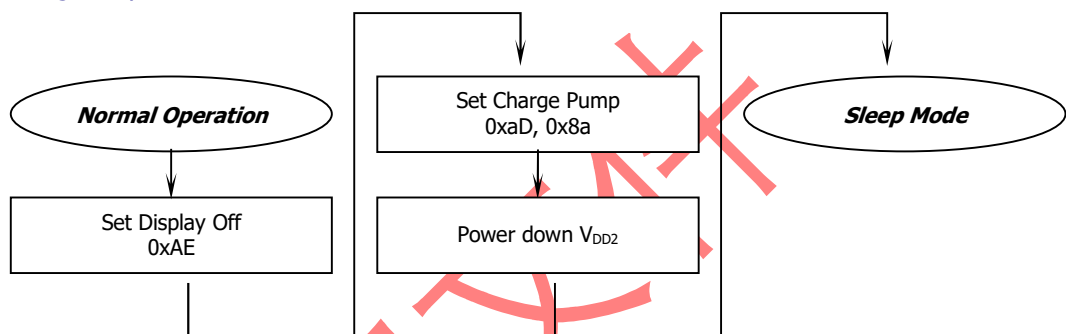 Normal Operation
Set Display Off
0xAE
Set Charge Pump
0xaD, 0x8a
Power down VDD2
Sleep Mode